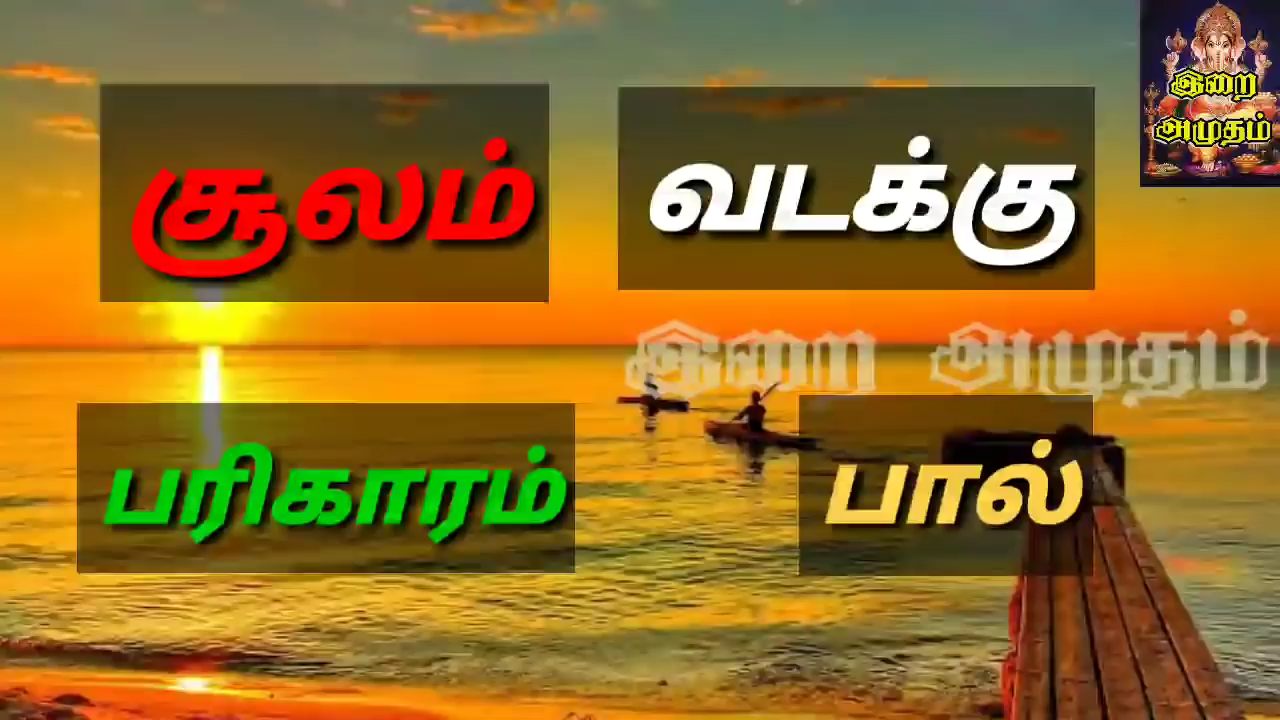 சூலம்
வடக்கு
பரிகாரம்
பால்
இறை அமுதம்
இறை
அமுதம்